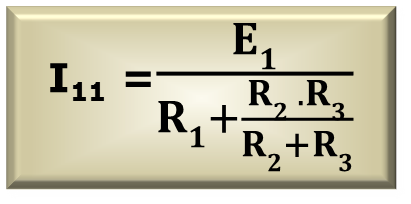 I₁₁ = E₁ / (R₁ + (R₂ .R₃ / (R₂+R₃)))